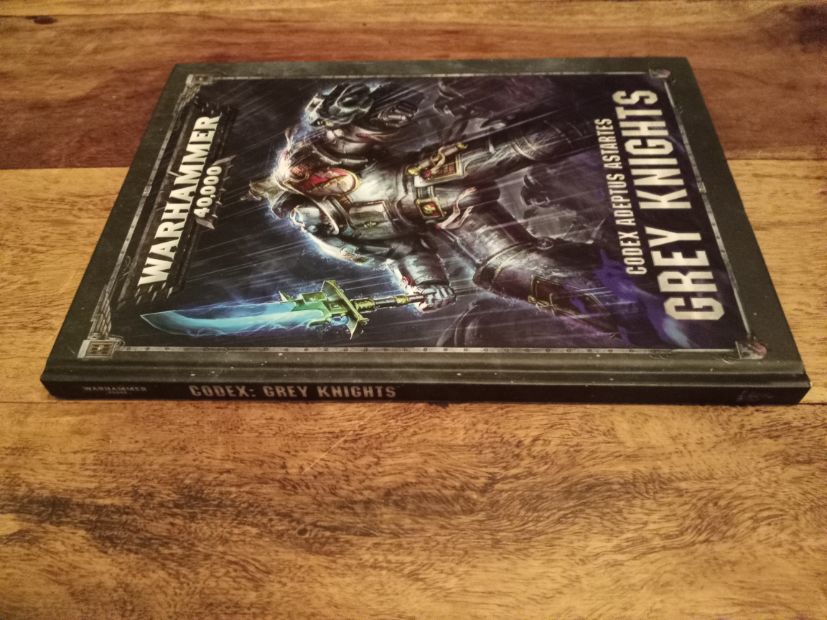 WARHAMMER
40,000
CODEX ADEPTUS ASTARTES
GREY KNIGHTS
WARHAMMER
CODEX: GREY KNIGHTS